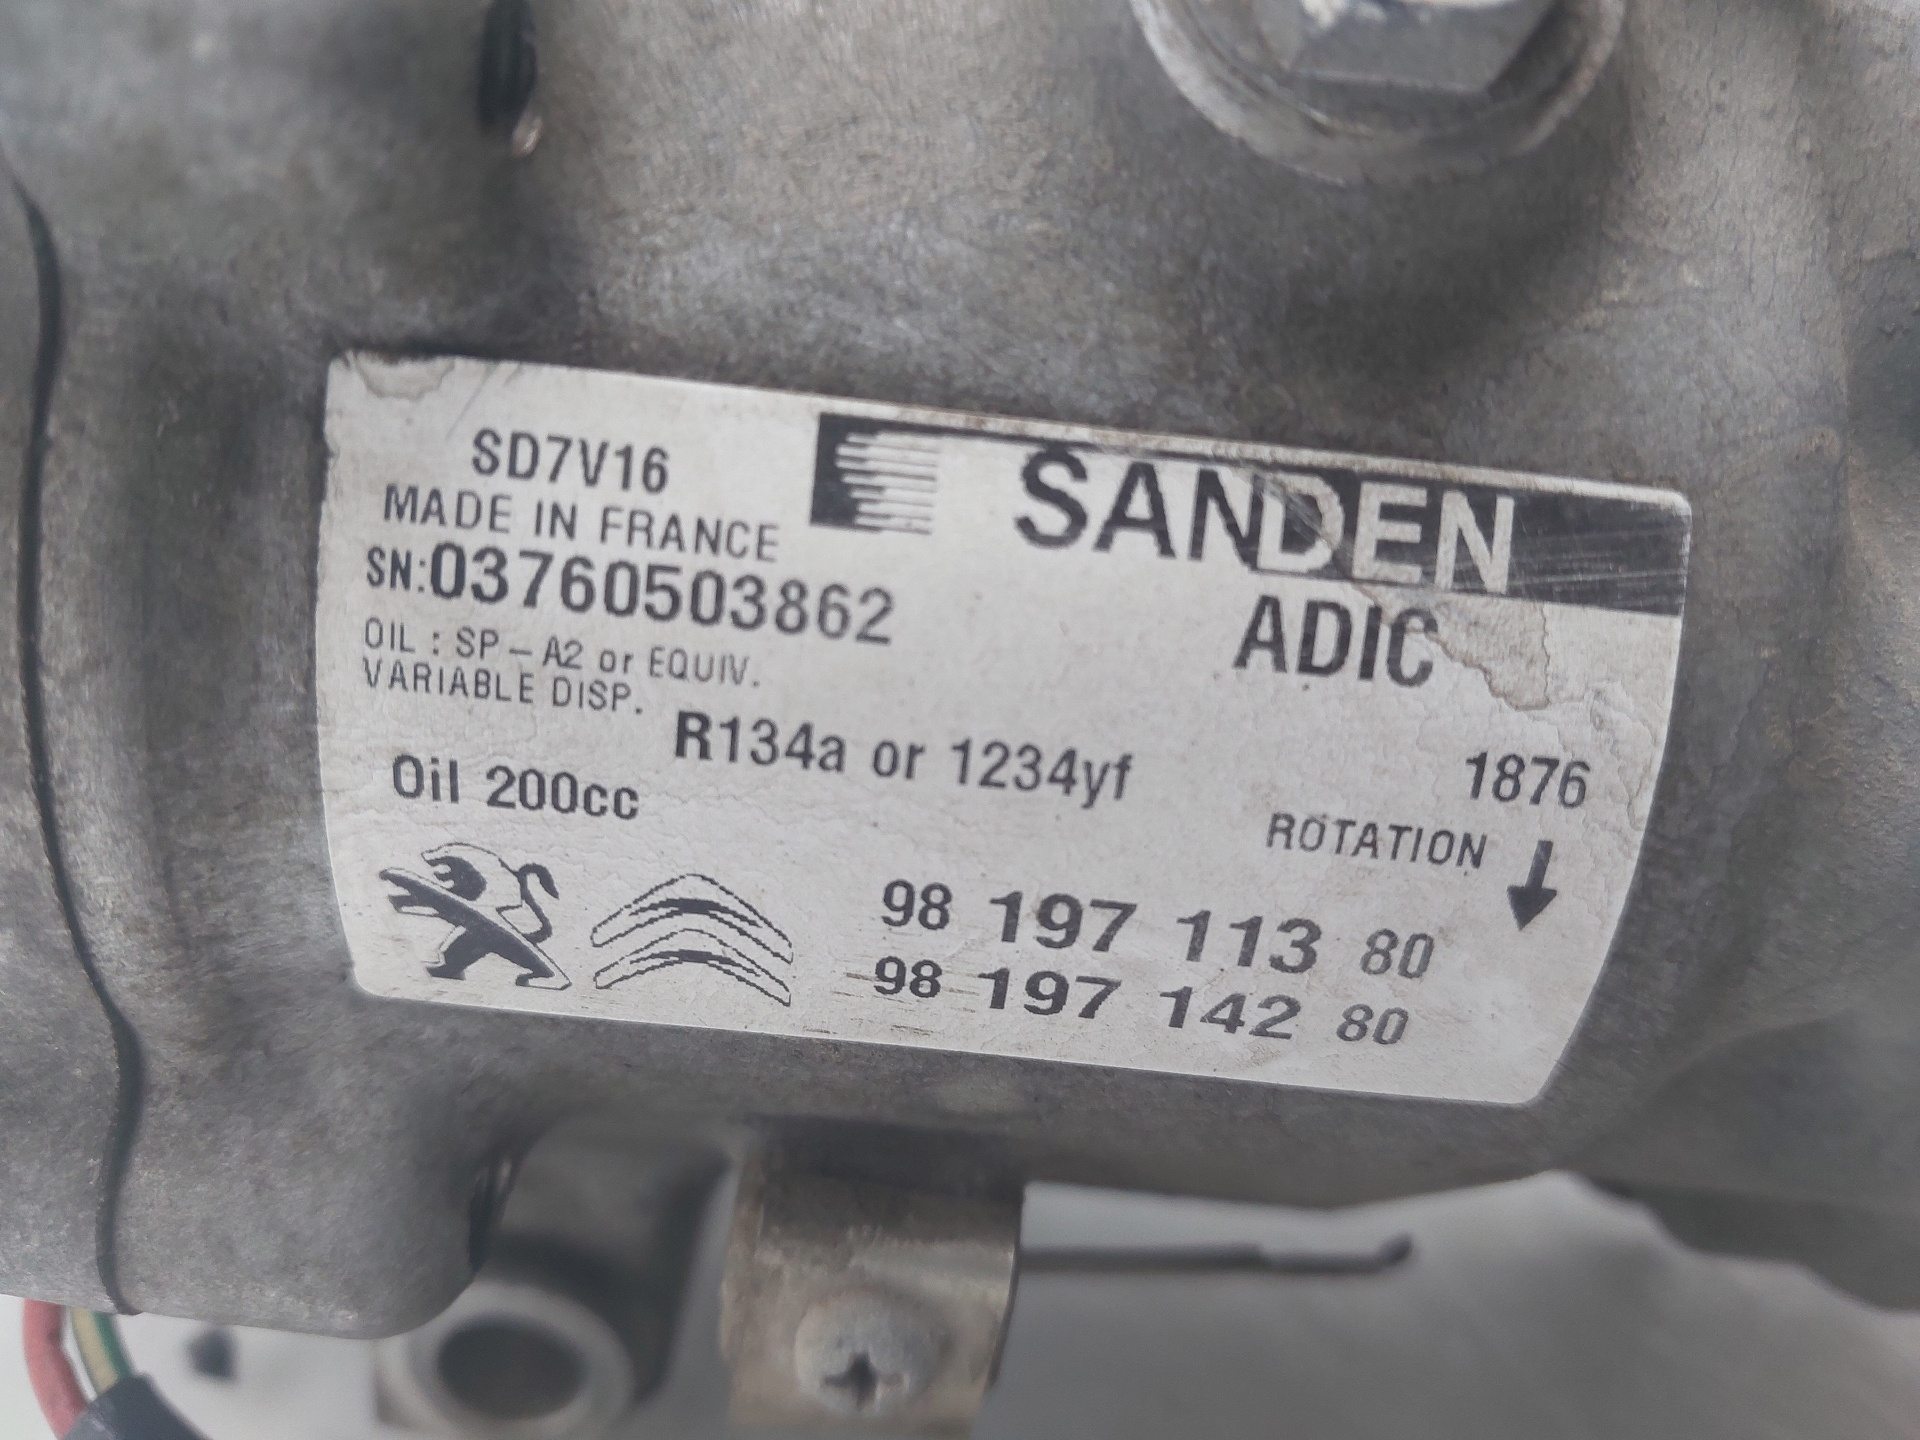 SD7V16
MADE IN FRANCE
SN:03760503862
OIL : SP-A2 or EQUIV.
VARIABLE DISP.
SANDEN
ADIC
R134a or 1234yf
Oil 200cc
1876
ROTATION
98 197 113 80
98 197 142 80